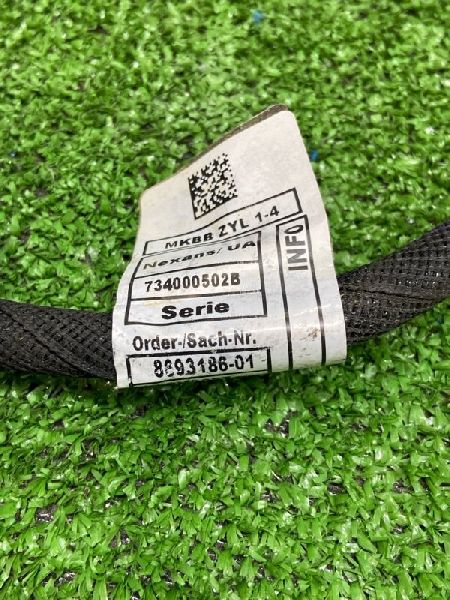 MKBB ZYL 1-4
Nexans/UA
734000502B
Serie
Order-/Sach-Nr.
8693186-01
INFO